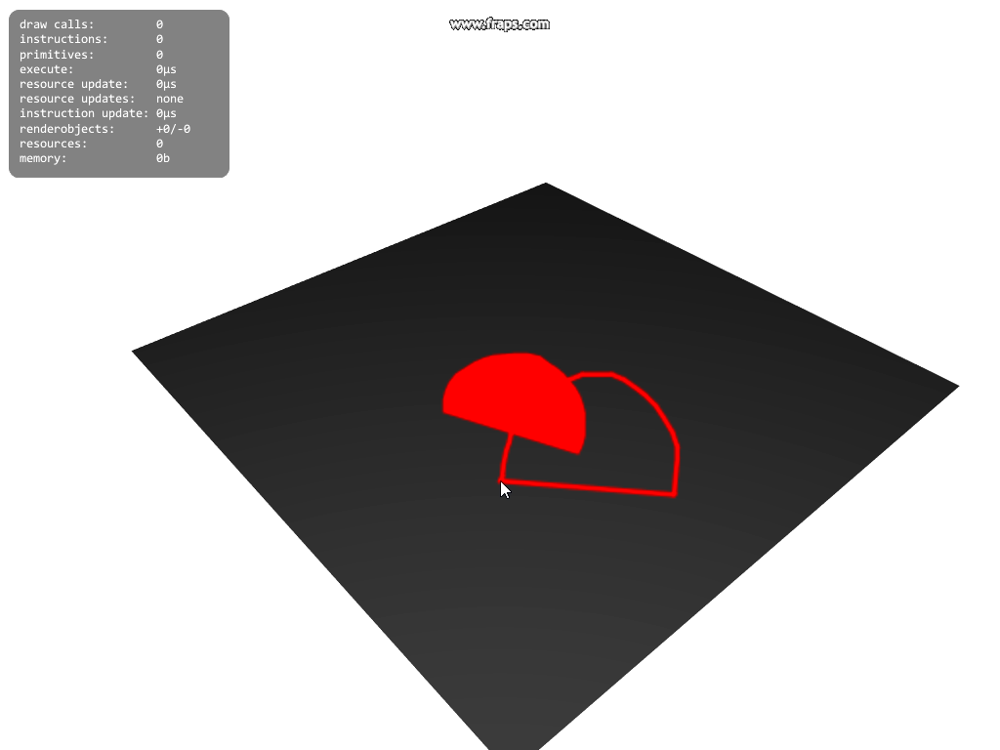 www.fraps.com
draw calls: 0
instructions: 0
primitives: 0
execute: 0µs
resource update: 0µs
resource updates: none
instruction update: 0µs
renderobjects: +0/-0
resources: 0
memory: 0b